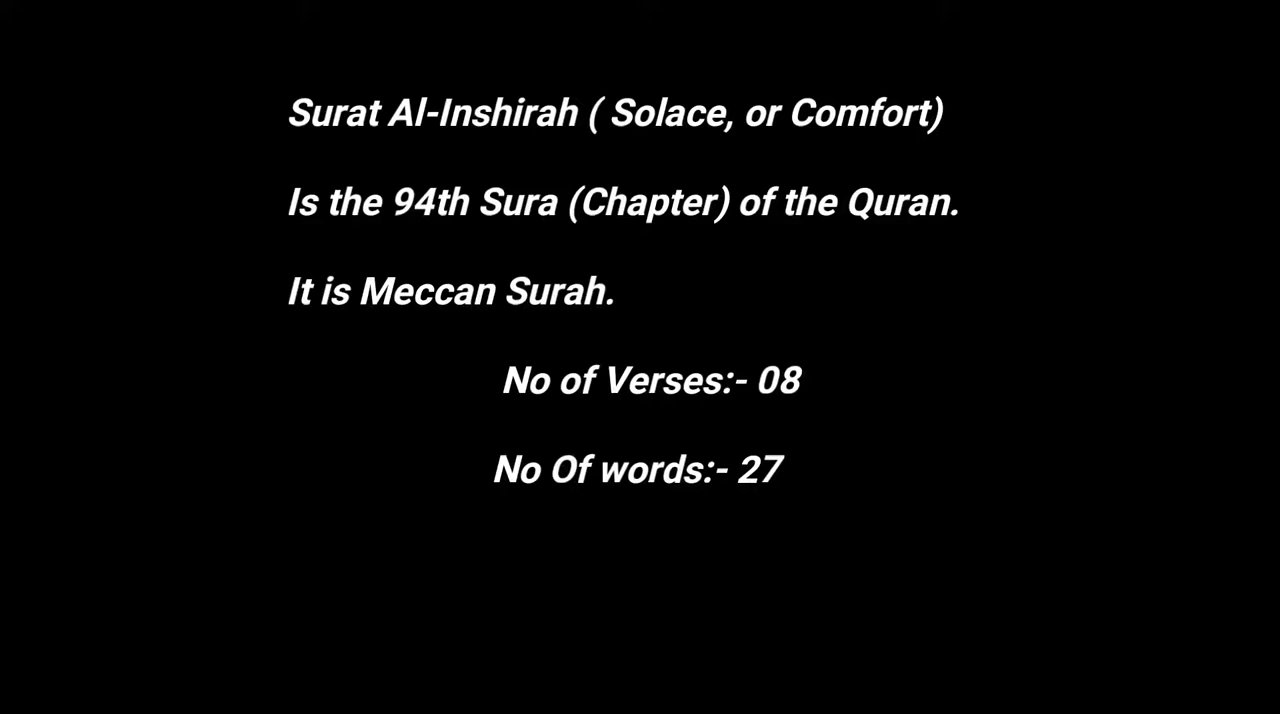 Surat Al-Inshirah ( Solace, or Comfort)
Is the 94th Sura (Chapter) of the Quran.
It is Meccan Surah.
No of Verses:- 08
No Of words:- 27